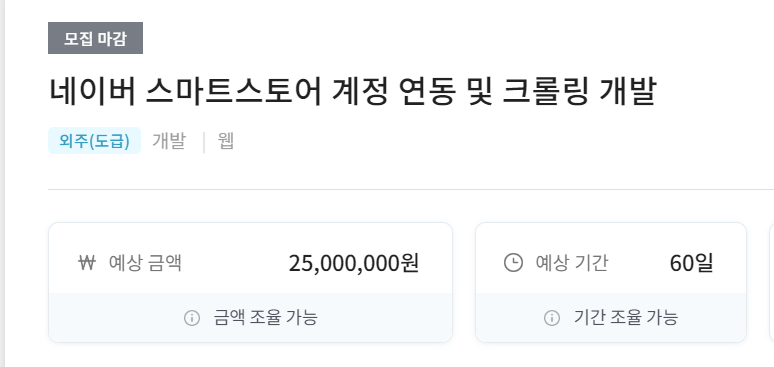 모집 마감
네이버 스마트스토어 계정 연동 및 크롤링 개발
외주(도급) 개발 | 웹
₩ 예상 금액 25,000,000원
금액 조율 가능
예상 기간 60일
기간 조율 가능